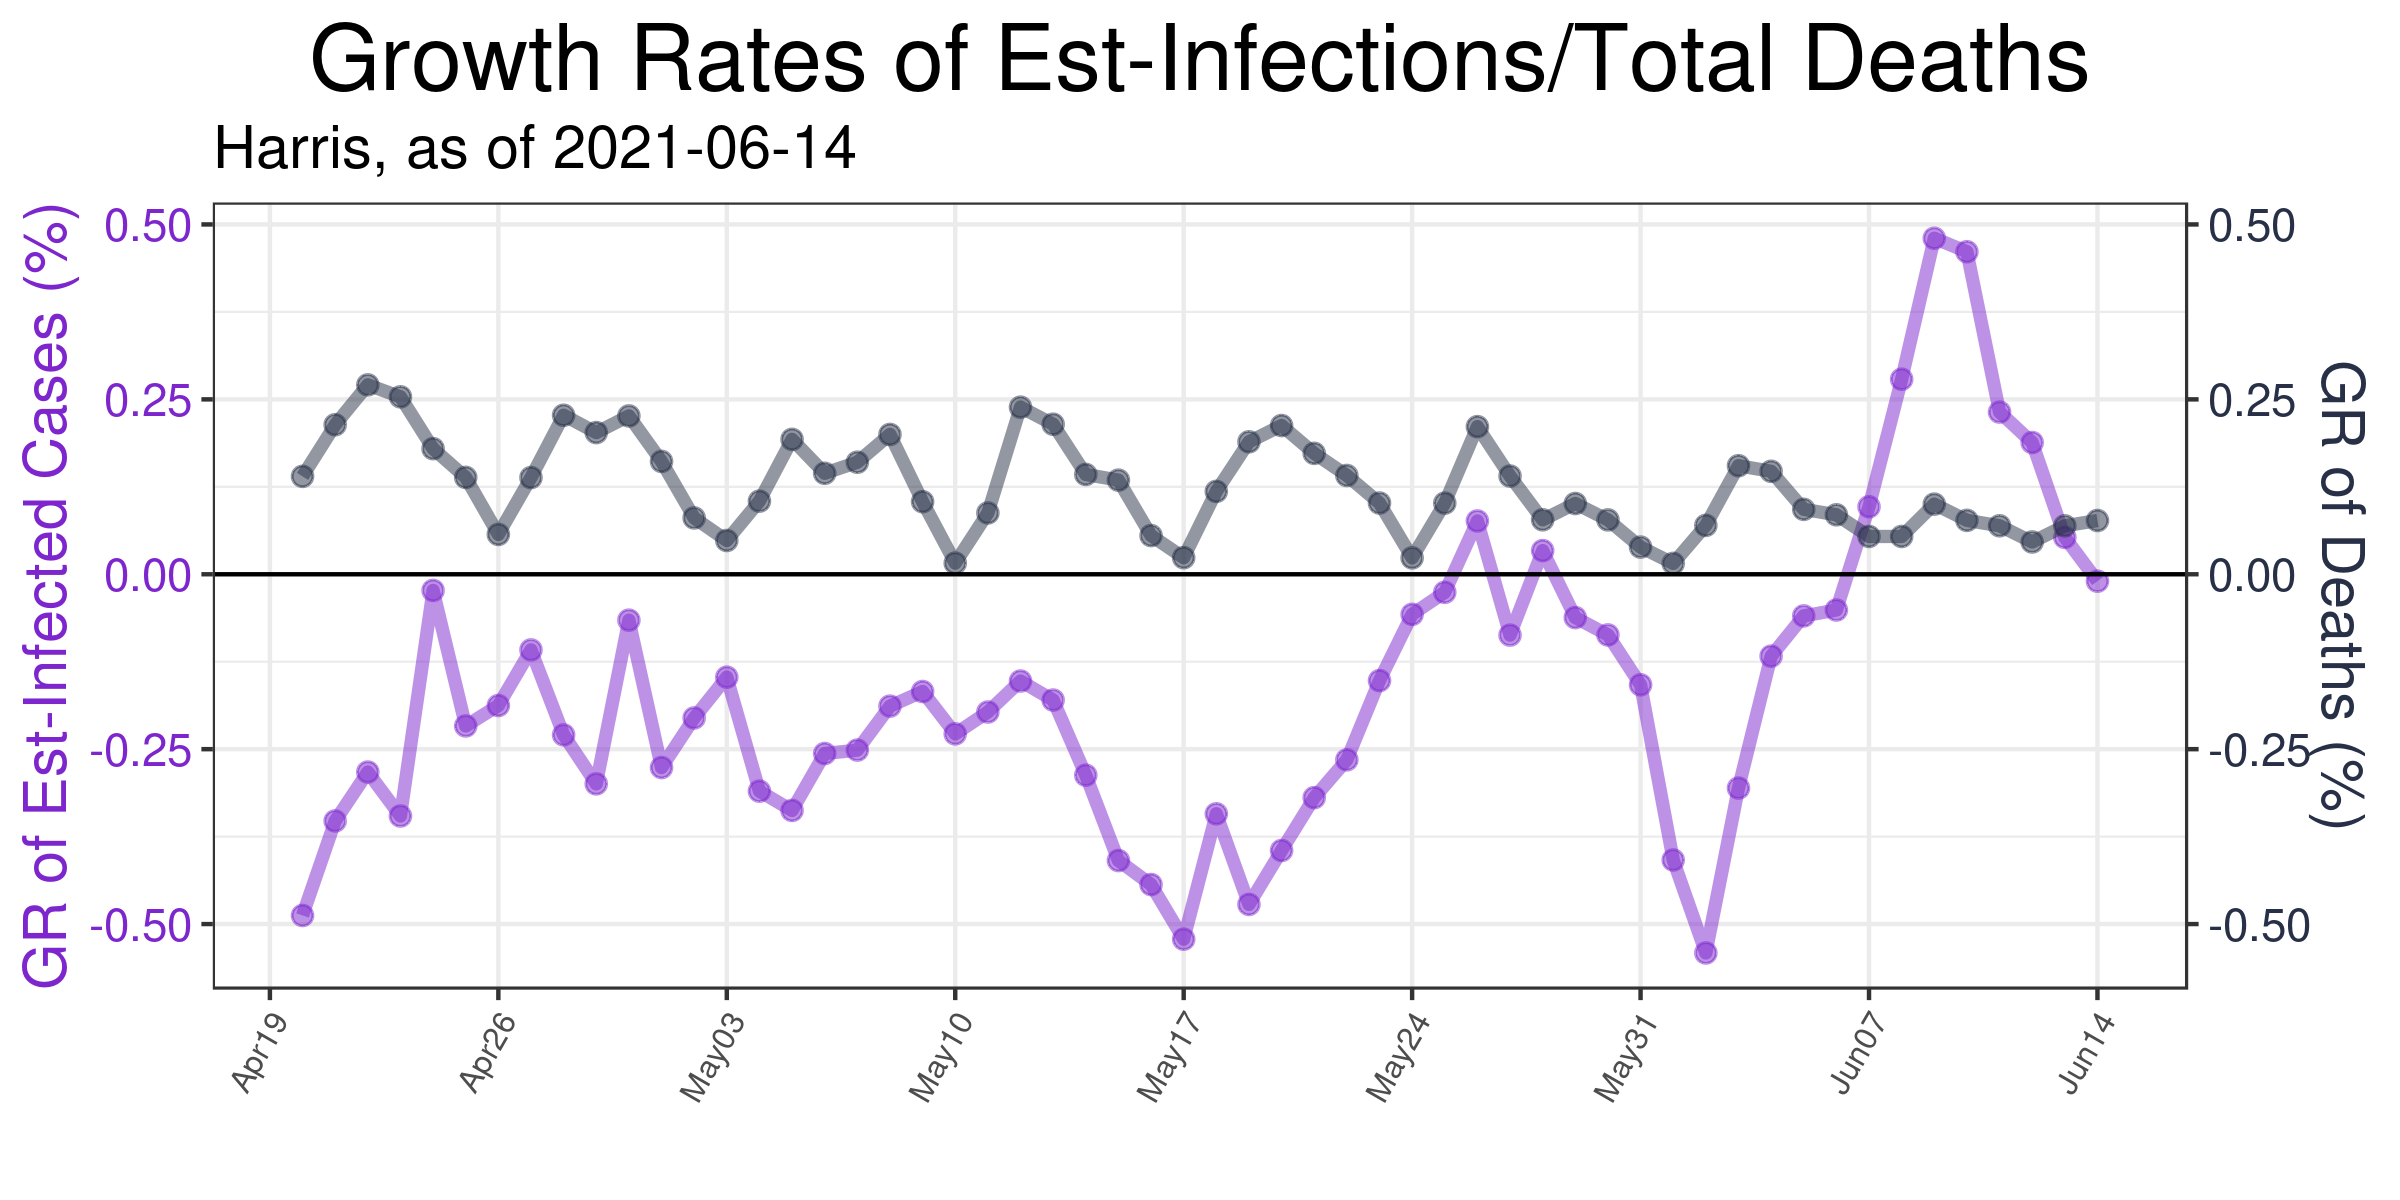 Growth Rates of Est-Infections/Total Deaths
Harris, as of 2021-06-14
GR of Est-Infected Cases (%)
0.50
0.25
0.00
-0.25
-0.50
0.50
0.25
0.00
-0.25
-0.50
GR of Deaths (%)
Apr19
Apr26
May03
May10
May17
May24
May31
Jun07
Jun14